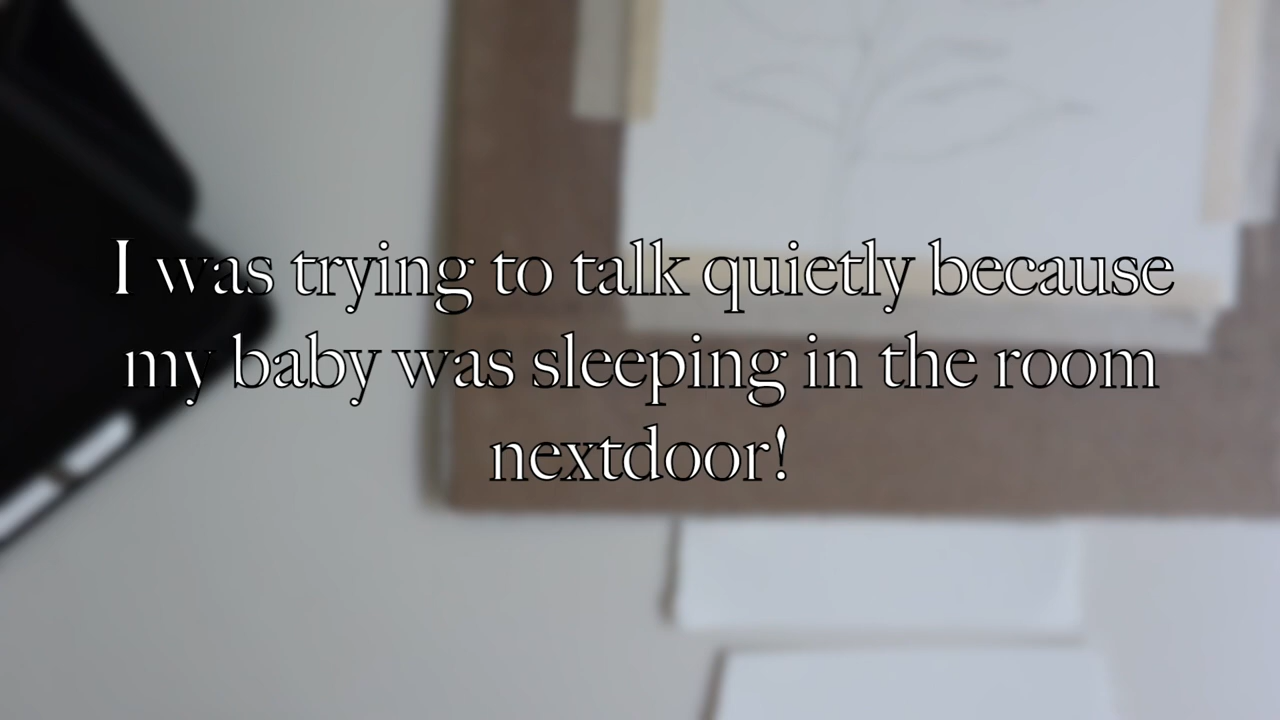 I was trying to talk quietly because
my baby was sleeping in the room
nextdoor!